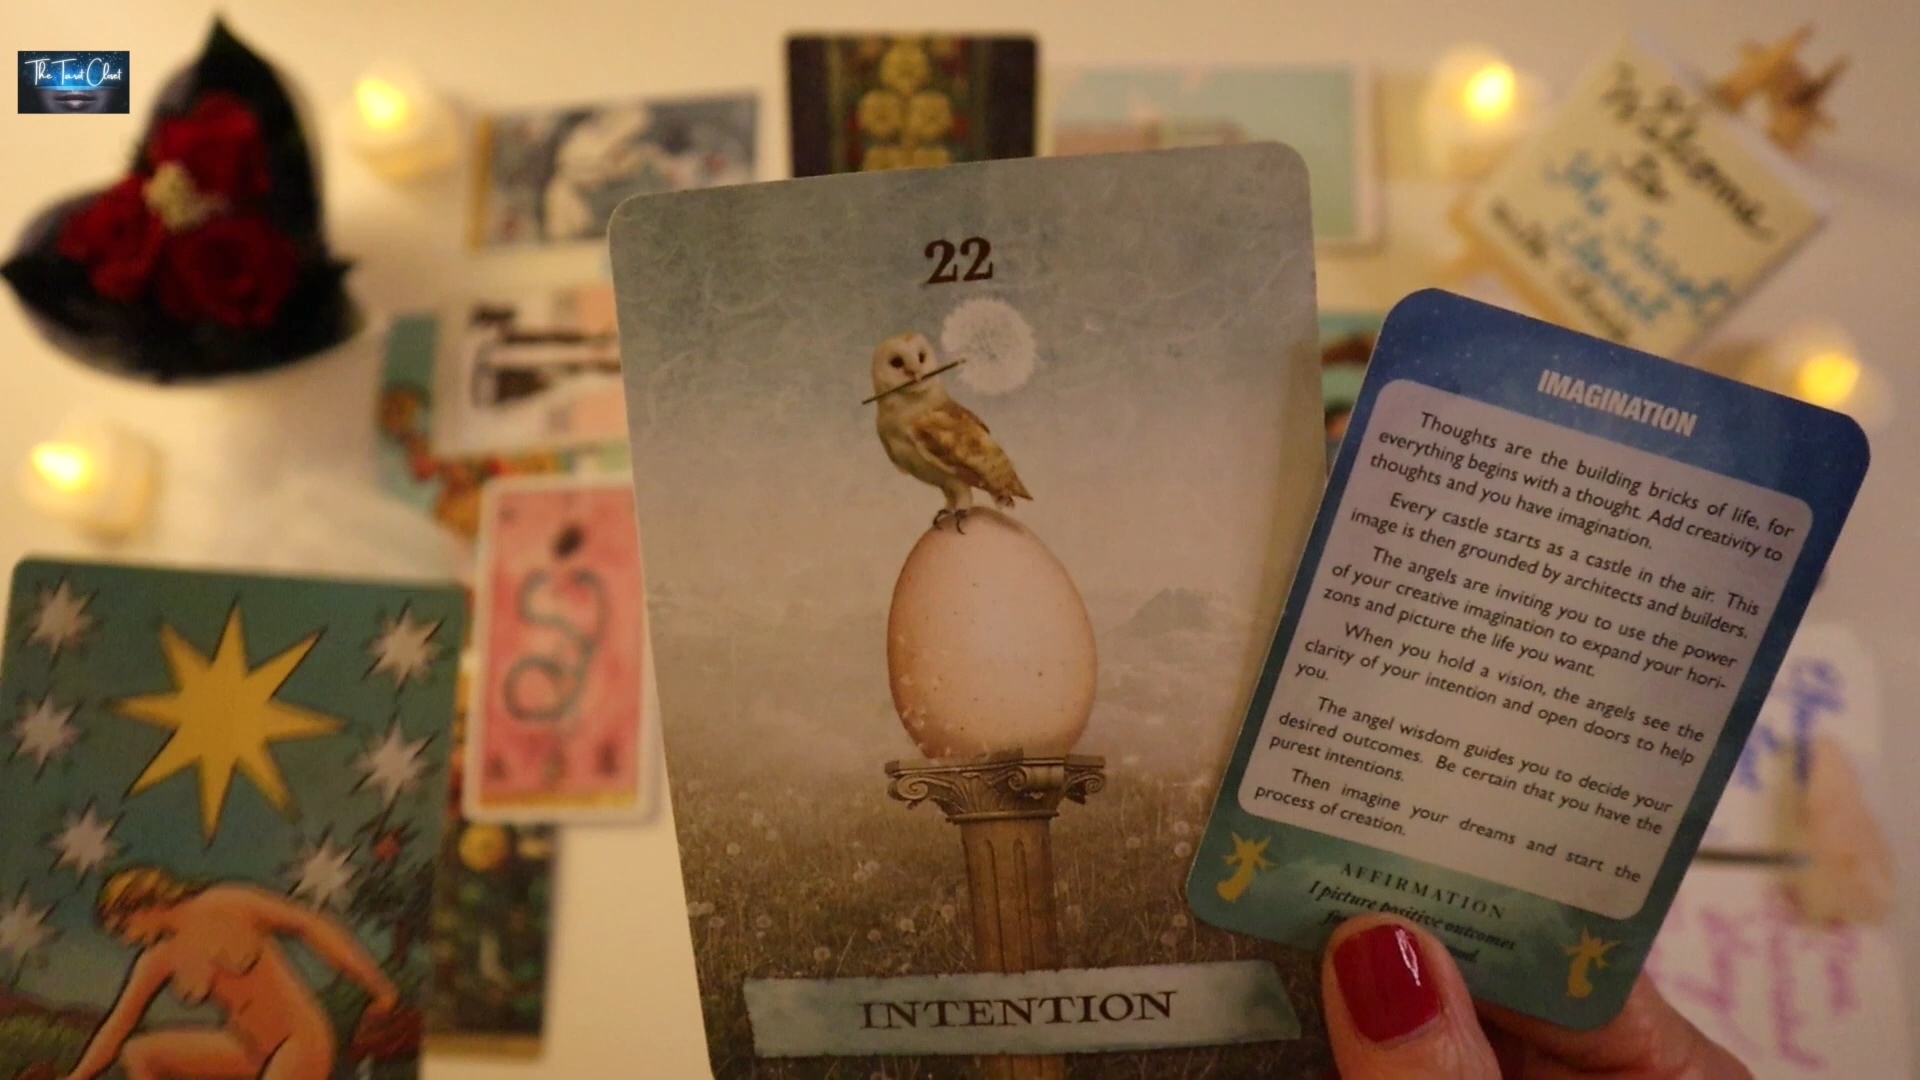 The Tarot Closet
Welcome
22
IMAGINATION
Thoughts are the building bricks of life, for
everything begins with a thought. Add creativity to
thoughts and you have imagination.
Every castle starts as a castle in the air. This
image is then grounded by architects and builders.
The angels are inviting you to use the power
of your creative imagination to expand your hori-
zons and picture the life you want.
When you hold a vision, the angels see the
clarity of your intention and open doors to help
you.
The angel wisdom guides you to decide your
desired outcomes. Be certain that you have the
purest intentions.
Then imagine your dreams and start the
process of creation.
AFFIRMATION
I picture positive outcomes
INTENTION